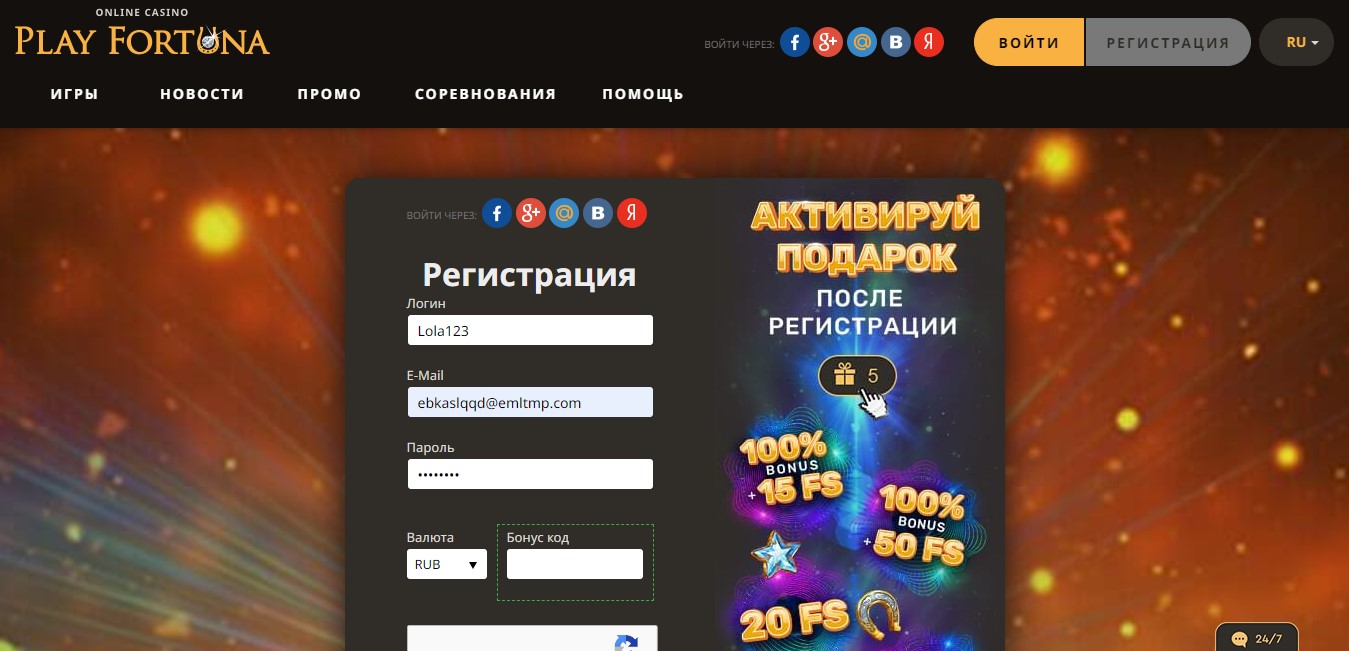 ONLINE CASINO
PLAY FORTUNA
ВОЙТИ ЧЕРЕЗ:
f
g+
@
B
Я
ВОЙТИ
РЕГИСТРАЦИЯ
RU
ИГРЫ
НОВОСТИ
ПРОМО
СОРЕВНОВАНИЯ
ПОМОЩЬ
ВОЙТИ ЧЕРЕЗ:
f
g+
@
B
Я
Регистрация
Логин
Lola123
E-Mail
ebkaslqqd@emltmp.com
Пароль
••••••••
Валюта
Бонус код
RUB
АКТИВИРУЙ
ПОДАРОК
ПОСЛЕ
РЕГИСТРАЦИИ
5
100%
BONUS
+15 FS
100%
BONUS
+50 FS
20 FS
24/7